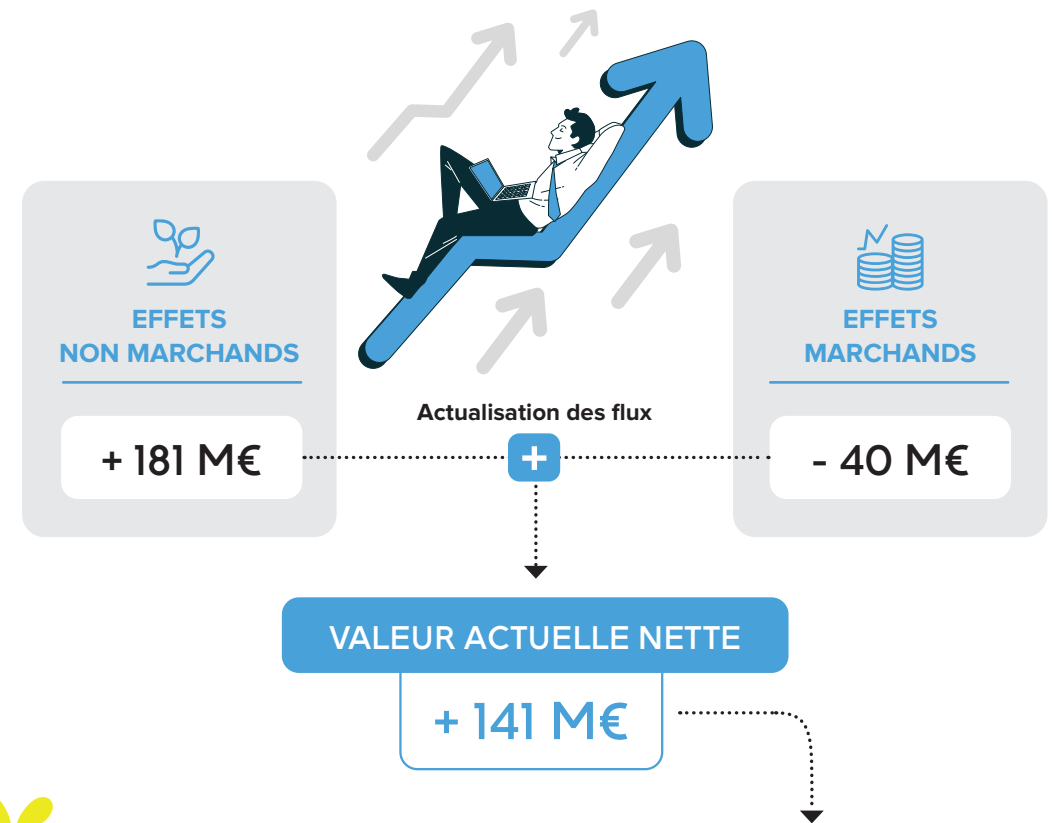 EFFETS
NON MARCHANDS
+ 181 M€
Actualisation des flux
+
EFFETS
MARCHANDS
- 40 M€
VALEUR ACTUELLE NETTE
+ 141 M€